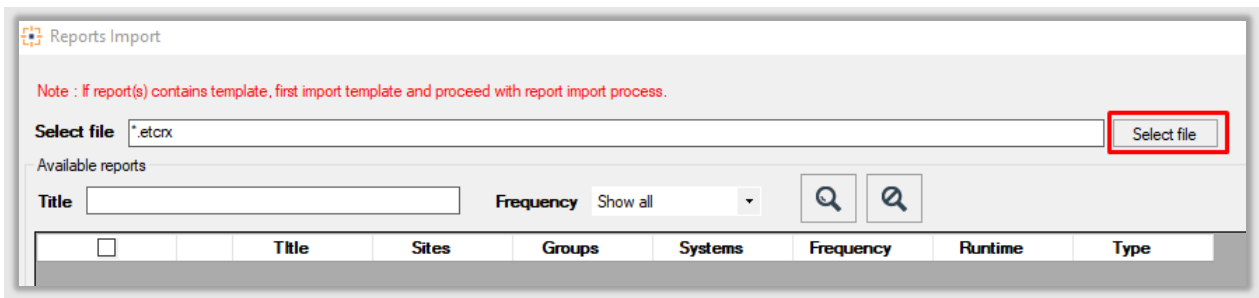 Reports Import
Note : If report(s) contains template, first import template and proceed with report import process.
Select file *.etcrx Select file
Available reports
Title Frequency Show all
TItle Sites Groups Systems Frequency Runtime Type